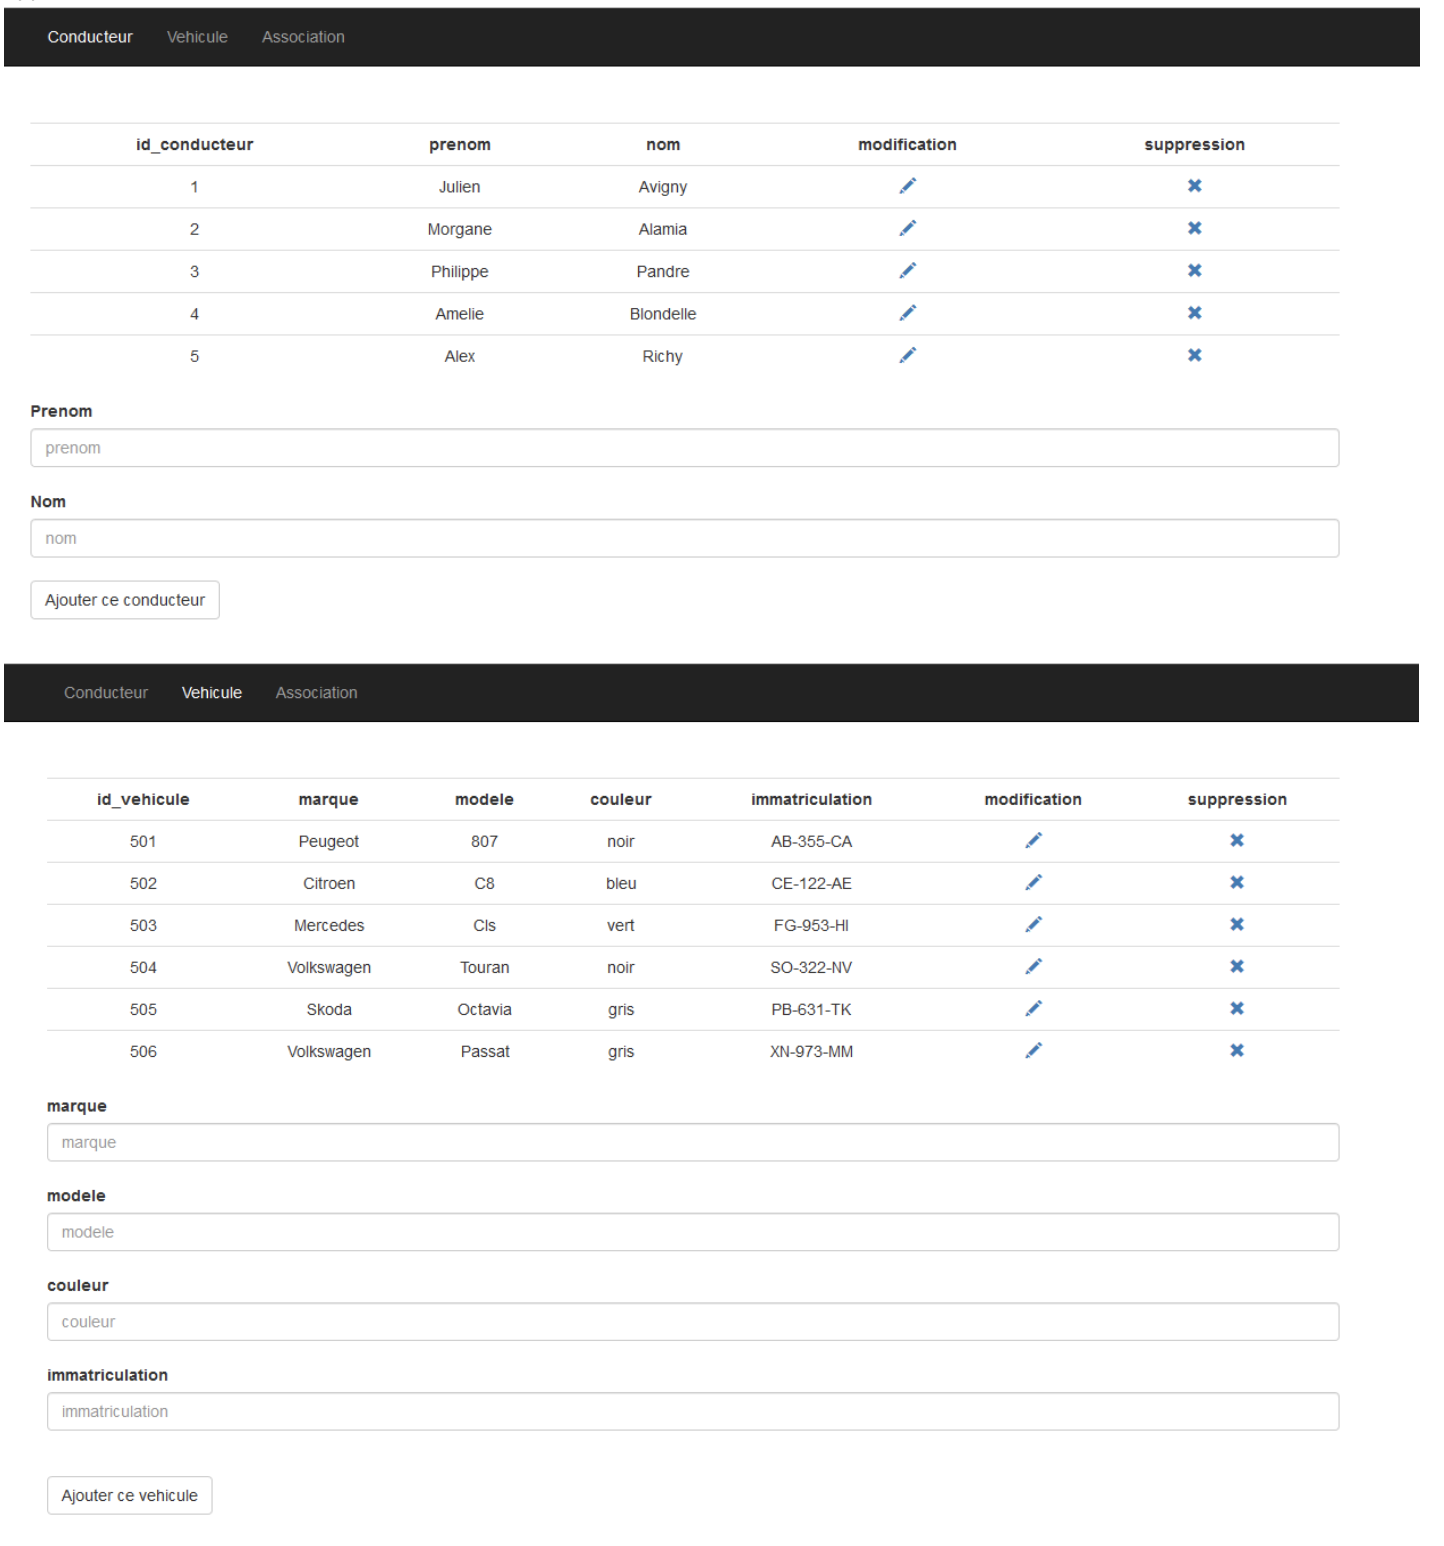 Conducteur Vehicule Association
id_conducteur prenom nom modification suppression
1 Julien Avigny
2 Morgane Alamia
3 Philippe Pandre
4 Amelie Blondelle
5 Alex Richy
Prenom
prenom
Nom
nom
Ajouter ce conducteur
Conducteur Vehicule Association
id_vehicule marque modele couleur immatriculation modification suppression
501 Peugeot 807 noir AB-355-CA
502 Citroen C8 bleu CE-122-AE
503 Mercedes Cls vert FG-953-HI
504 Volkswagen Touran noir SO-322-NV
505 Skoda Octavia gris PB-631-TK
506 Volkswagen Passat gris XN-973-MM
marque
marque
modele
modele
couleur
couleur
immatriculation
immatriculation
Ajouter ce vehicule